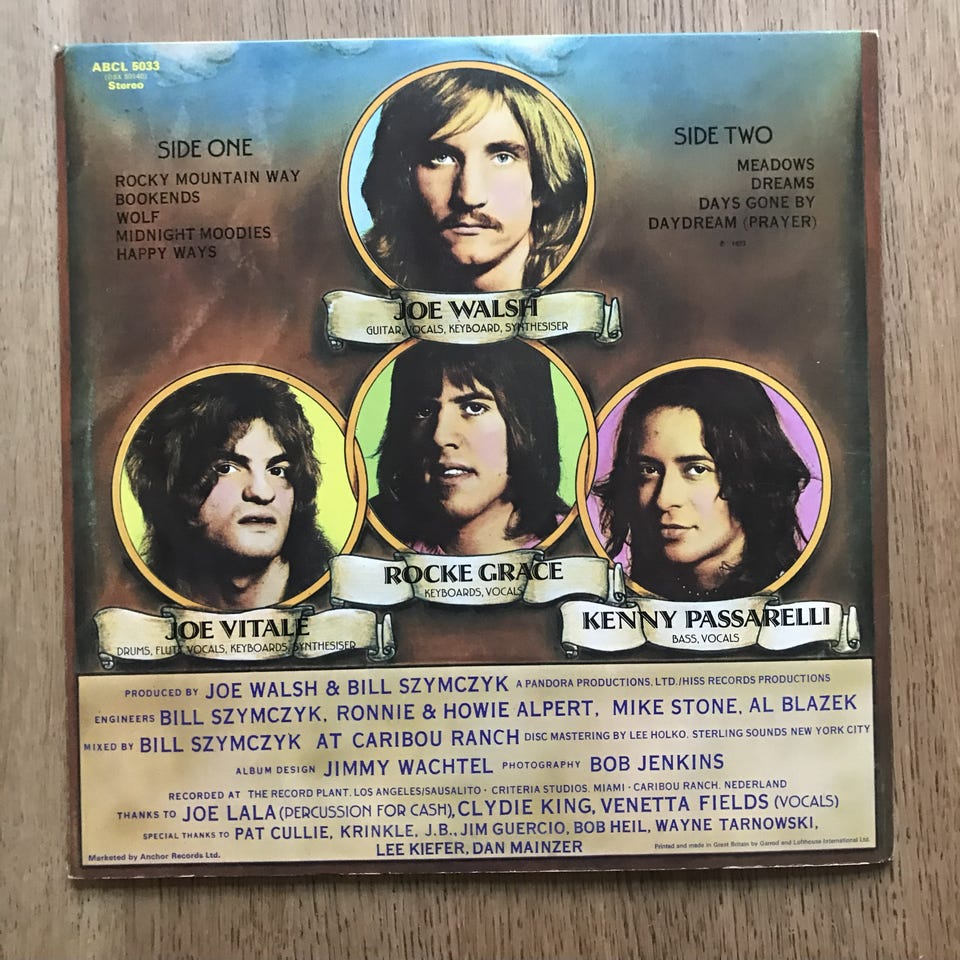 ABCL 5033
(DSX 50140)
Stereo
SIDE ONE
ROCKY MOUNTAIN WAY
BOOKENDS
WOLF
MIDNIGHT MOODIES
HAPPY WAYS
SIDE TWO
MEADOWS
DREAMS
DAYS GONE BY
DAYDREAM (PRAYER)
℗ 1973
JOE WALSH
GUITAR, VOCALS, KEYBOARD, SYNTHESISER
ROCKE GRACE
KEYBOARDS, VOCALS
JOE VITALE
DRUMS, FLUTE, VOCALS, KEYBOARDS, SYNTHESISER
KENNY PASSARELLI
BASS, VOCALS
PRODUCED BY JOE WALSH & BILL SZYMCZYK A PANDORA PRODUCTIONS, LTD./HISS RECORDS PRODUCTIONS
ENGINEERS BILL SZYMCZYK, RONNIE & HOWIE ALPERT, MIKE STONE, AL BLAZEK
MIXED BY BILL SZYMCZYK AT CARIBOU RANCH DISC MASTERING BY LEE HOLKO, STERLING SOUNDS NEW YORK CITY
ALBUM DESIGN JIMMY WACHTEL PHOTOGRAPHY BOB JENKINS
RECORDED AT THE RECORD PLANT, LOS ANGELES/SAUSALITO · CRITERIA STUDIOS, MIAMI · CARIBOU RANCH, NEDERLAND
THANKS TO JOE LALA (PERCUSSION FOR CASH), CLYDIE KING, VENETTA FIELDS (VOCALS)
SPECIAL THANKS TO PAT CULLIE, KRINKLE, J.B., JIM GUERCIO, BOB HEIL, WAYNE TARNOWSKI,
LEE KIEFER, DAN MAINZER
Marketed by Anchor Records Ltd.
Printed and made in Great Britain by Garrod and Lofthouse International Ltd.